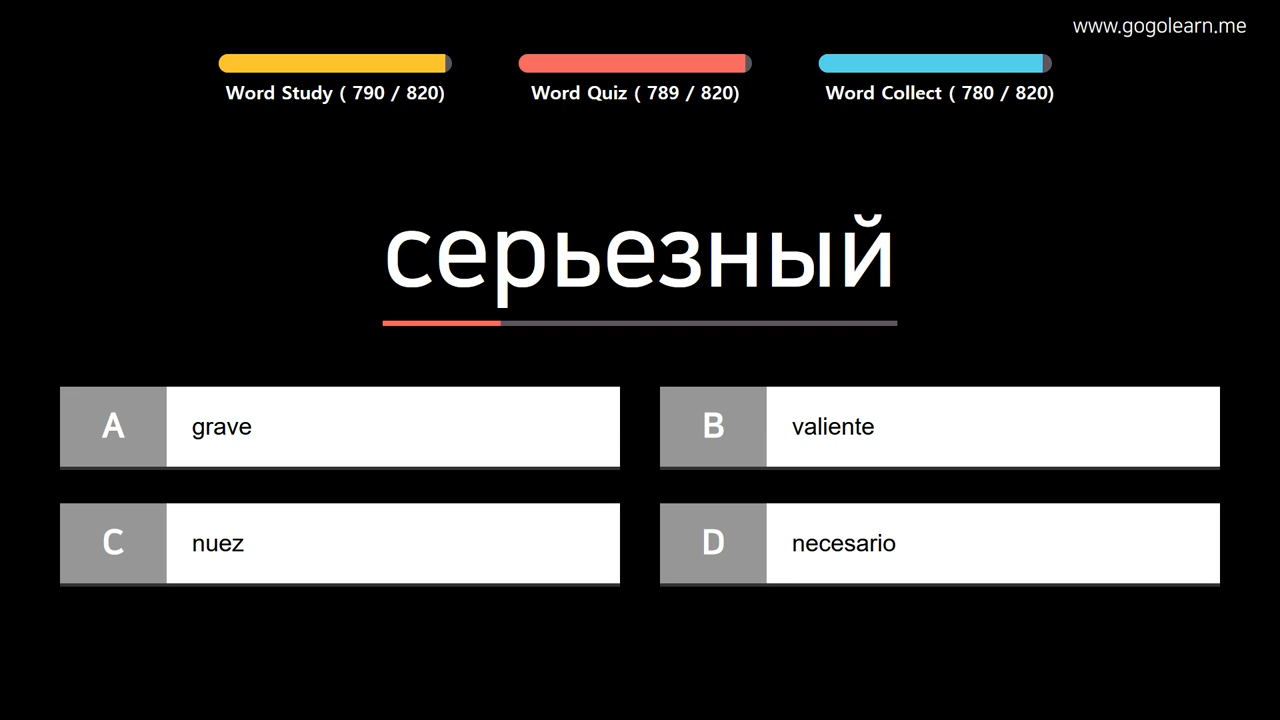 www.gogolearn.me
Word Study ( 790 / 820)
Word Quiz ( 789 / 820)
Word Collect ( 780 / 820)
серьезный
A grave
B valiente
C nuez
D necesario